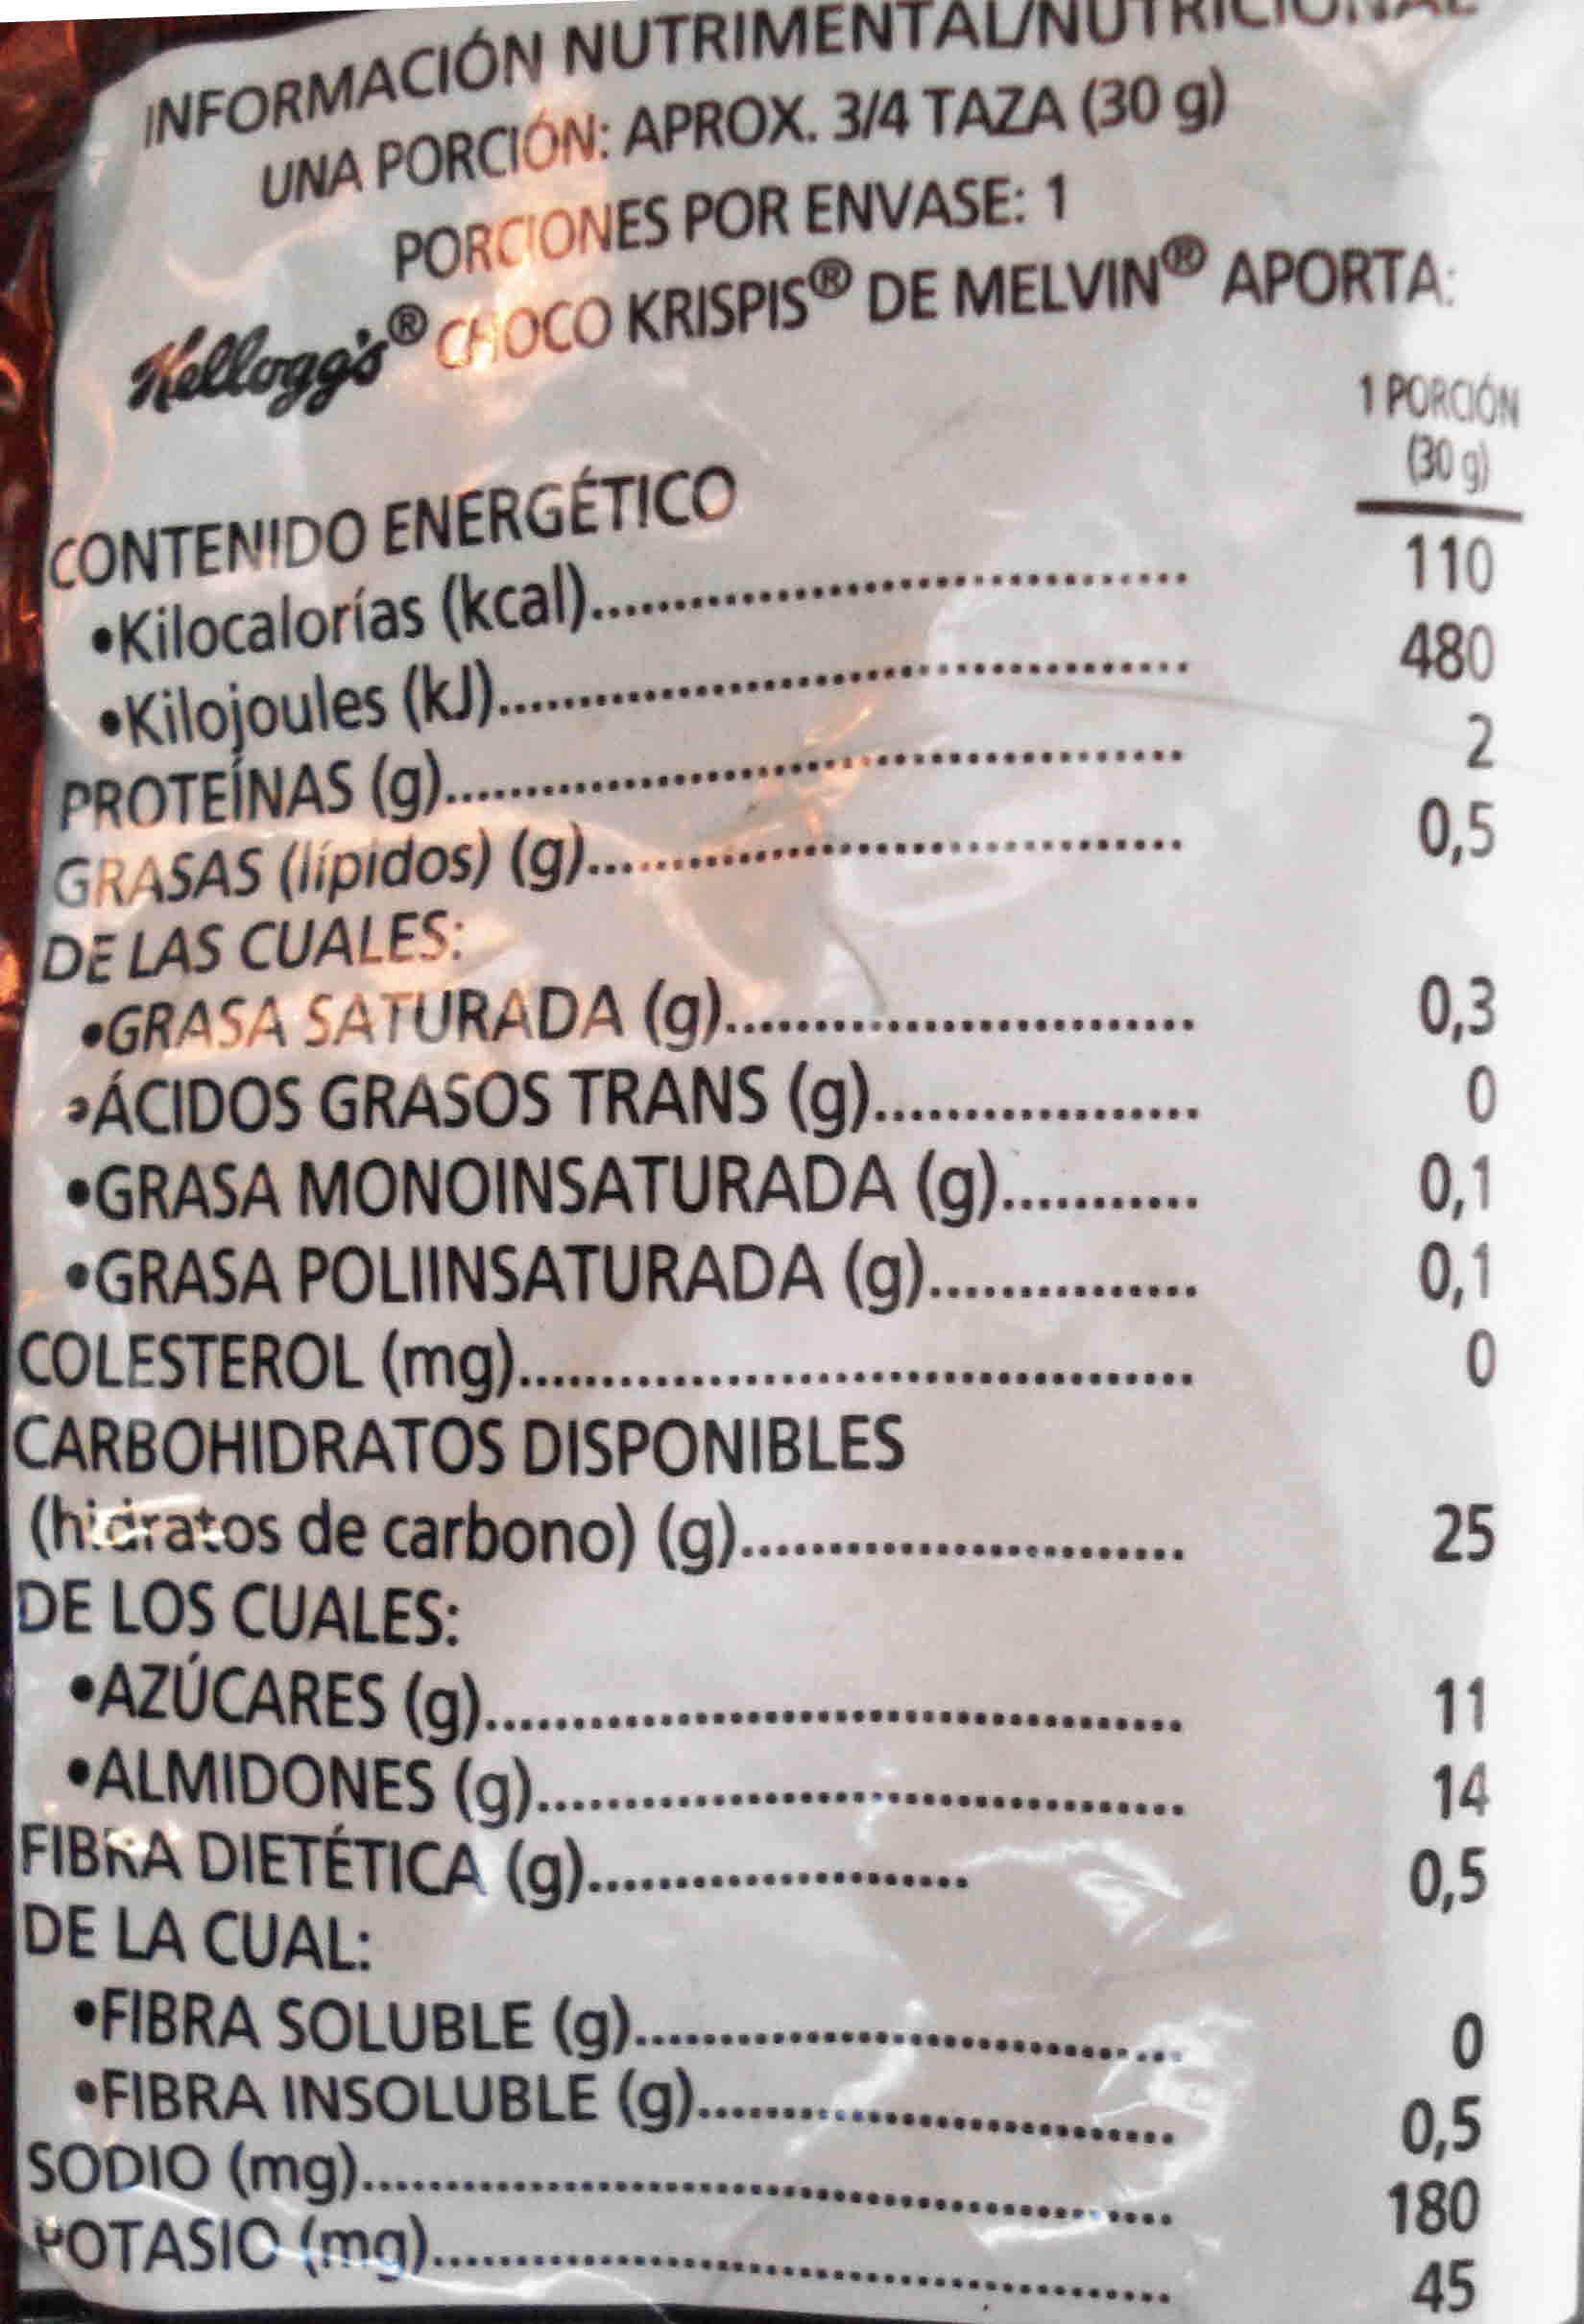 INFORMACIÓN NUTRIMENTAL/NUTRICIONAL
UNA PORCIÓN: APROX. 3/4 TAZA (30 g)
PORCIONES POR ENVASE: 1
Kellogg's® CHOCO KRISPIS® DE MELVIN® APORTA:
1 PORCIÓN
(30 g)
CONTENIDO ENERGÉTICO
•Kilocalorías (kcal)........................................ 110
•Kilojoules (kJ)........................................ 480
PROTEÍNAS (g)........................................ 2
GRASAS (lípidos) (g)........................................ 0,5
DE LAS CUALES:
•GRASA SATURADA (g)........................... 0,3
•ÁCIDOS GRASOS TRANS (g)................... 0
•GRASA MONOINSATURADA (g)........... 0,1
•GRASA POLIINSATURADA (g)............... 0,1
COLESTEROL (mg)...................................... 0
CARBOHIDRATOS DISPONIBLES
(hidratos de carbono) (g)......................... 25
DE LOS CUALES:
•AZÚCARES (g)........................................ 11
•ALMIDONES (g)..................................... 14
FIBRA DIETÉTICA (g)...................... 0,5
DE LA CUAL:
•FIBRA SOLUBLE (g)................................ 0
•FIBRA INSOLUBLE (g)............................ 0,5
SODIO (mg)............................................... 180
POTASIO (mg)........................................... 45